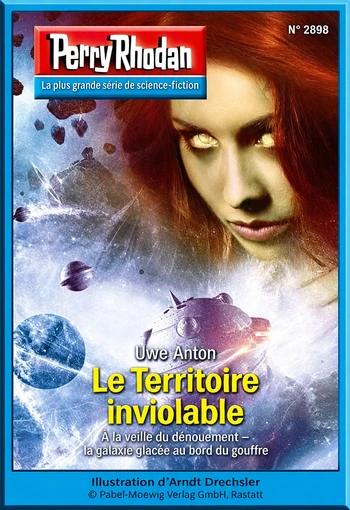 N° 2898
Perry Rhodan
La plus grande série de science-fiction
Uwe Anton
Le Territoire
inviolable
À la veille du dénouement –
la galaxie glacée au bord du gouffre
Illustration d'Arndt Drechsler
© Pabel-Moewig Verlag GmbH, Rastatt